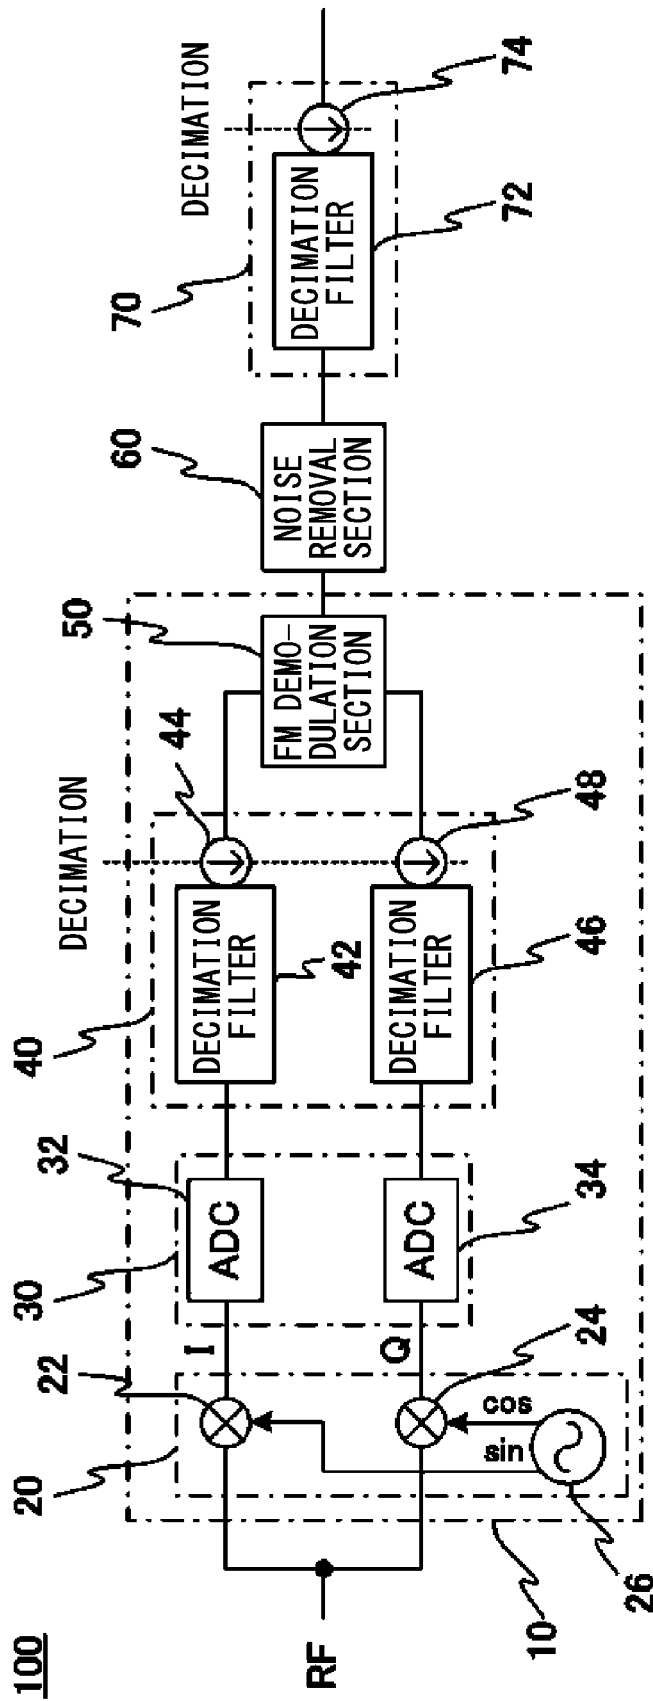 100
RF
10
20
22
I
Q
24
sin
cos
26
30
32
ADC
ADC
34
40
DECIMATION
DECIMATION
FILTER
42
44
DECIMATION
FILTER
46
48
50
FM DEMO-
DULATION
SECTION
60
NOISE
REMOVAL
SECTION
70
DECIMATION
DECIMATION
FILTER
72
74